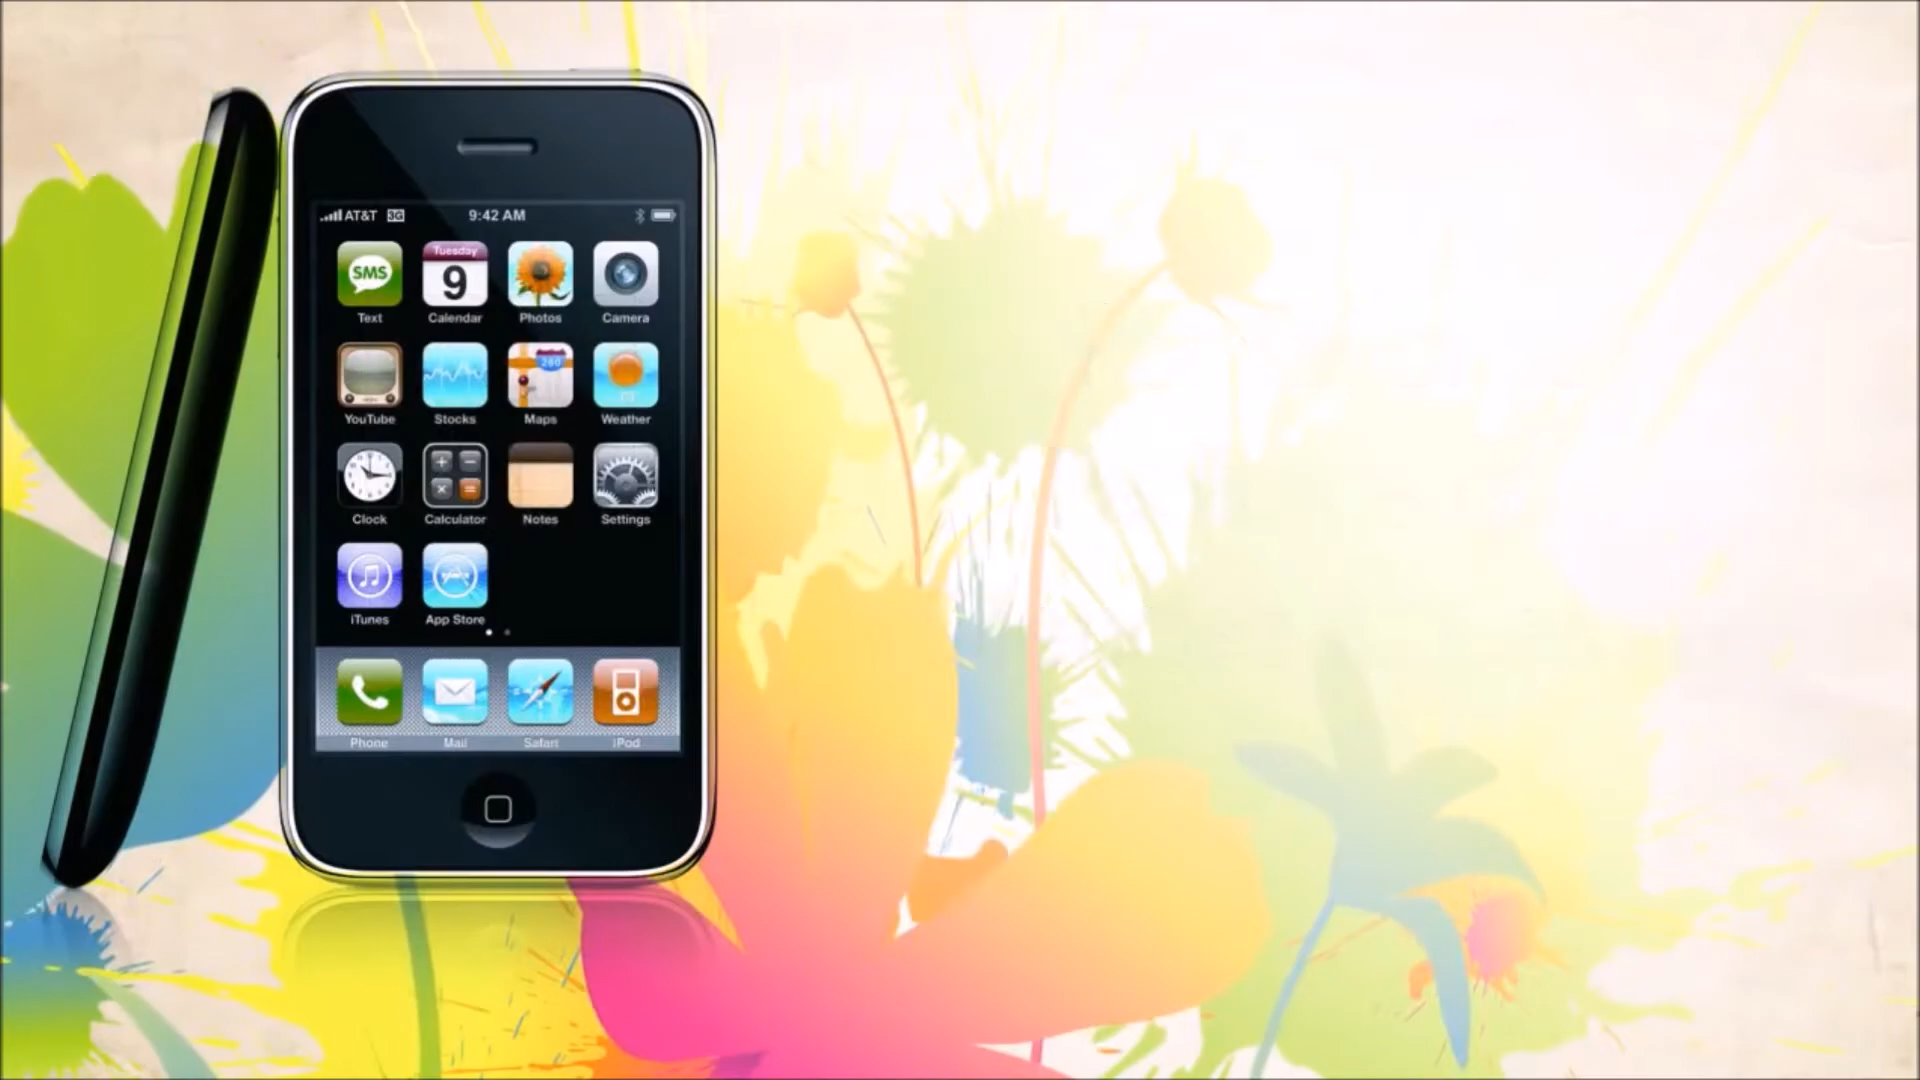 AT&T 3G 9:42 AM
SMS Tuesday 9
Text Calendar Photos Camera
280
YouTube Stocks Maps Weather
Clock Calculator Notes Settings
iTunes App Store
Phone Mail Safari iPod